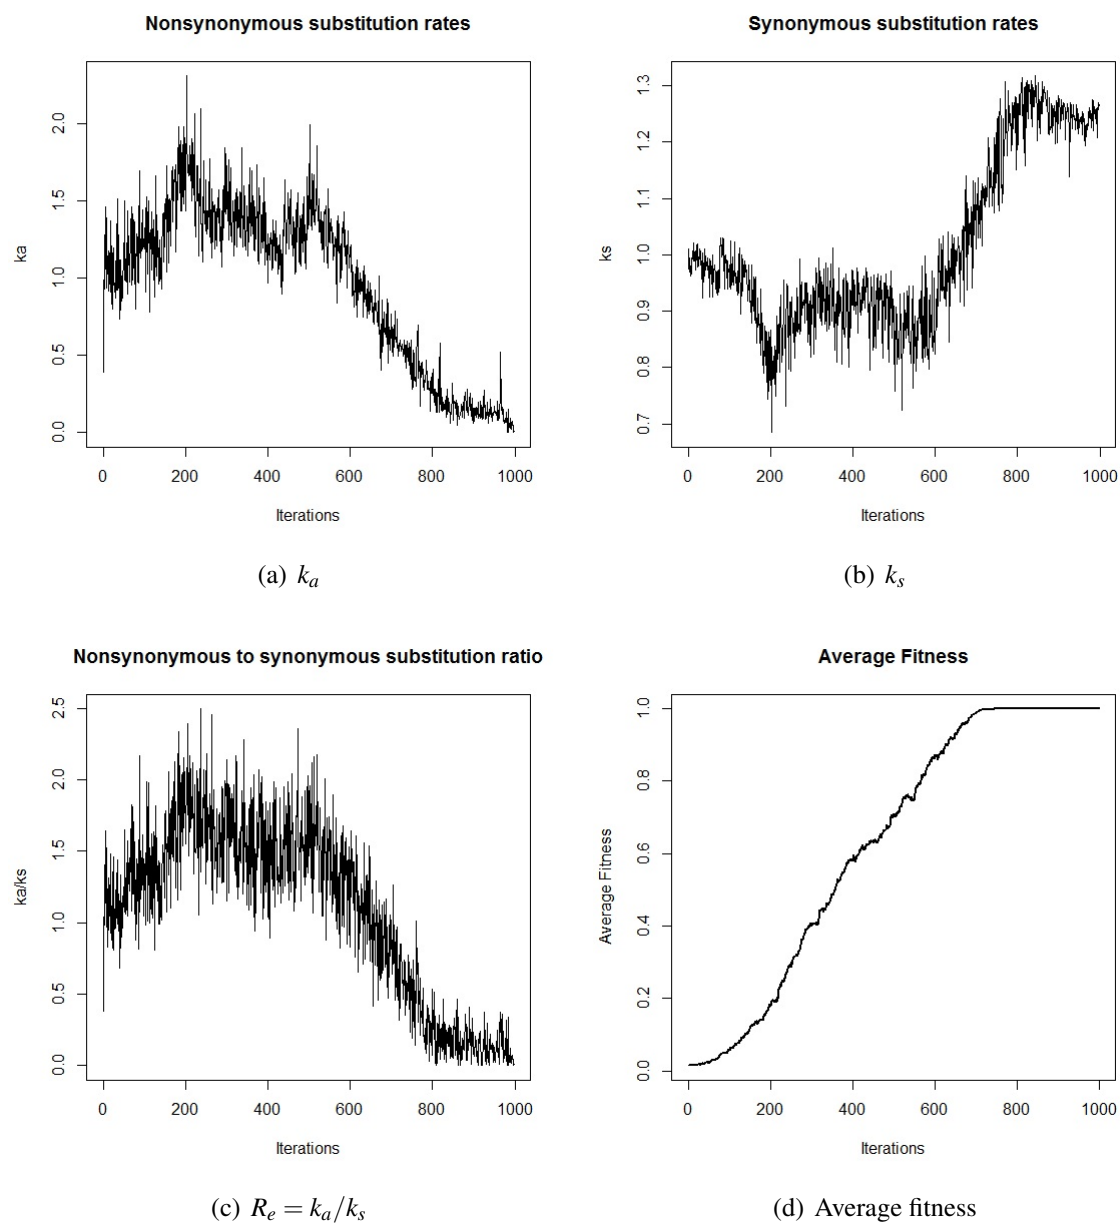 Nonsynonymous substitution rates
ka
0.0 0.5 1.0 1.5 2.0
0 200 400 600 800 1000
Iterations
(a) kₐ
Synonymous substitution rates
ks
0.7 0.8 0.9 1.0 1.1 1.2 1.3
0 200 400 600 800 1000
Iterations
(b) kₛ
Nonsynonymous to synonymous substitution ratio
ka/ks
0.0 0.5 1.0 1.5 2.0 2.5
0 200 400 600 800 1000
Iterations
(c) Rₑ = kₐ/kₛ
Average Fitness
Average Fitness
0.0 0.2 0.4 0.6 0.8 1.0
0 200 400 600 800 1000
Iterations
(d) Average fitness